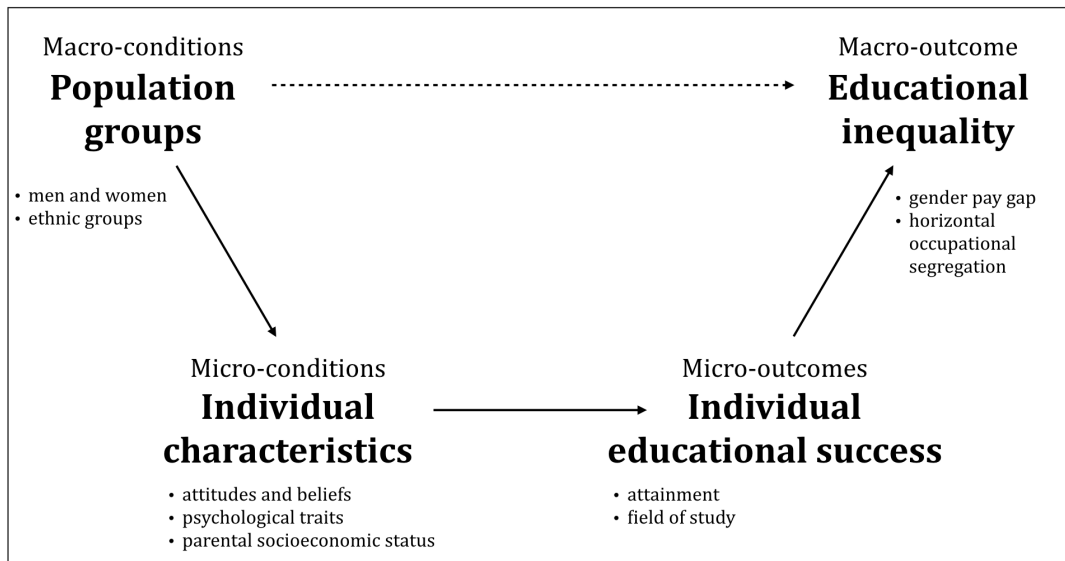 Macro-conditions
Population
groups
• men and women
• ethnic groups
Macro-outcome
Educational
inequality
• gender pay gap
• horizontal
occupational
segregation
Micro-conditions
Individual
characteristics
• attitudes and beliefs
• psychological traits
• parental socioeconomic status
Micro-outcomes
Individual
educational success
• attainment
• field of study